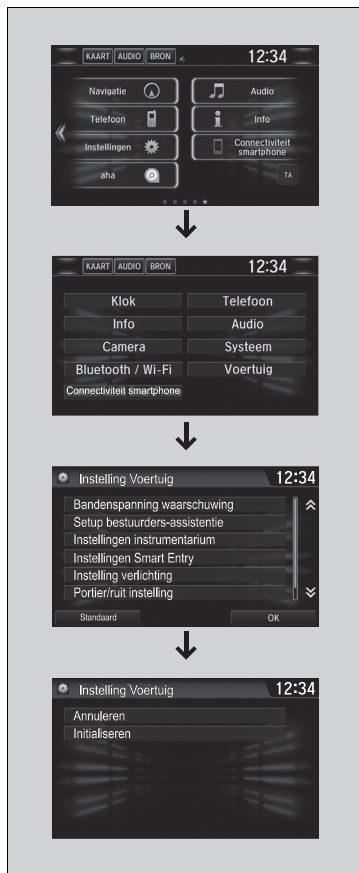 KAART AUDIO BRON 12:34
Navigatie Audio
Telefoon Info
Instellingen Connectiviteit
smartphone
aha TA
KAART AUDIO BRON 12:34
Klok Telefoon
Info Audio
Camera Systeem
Bluetooth / Wi-Fi Voertuig
Connectiviteit smartphone
Instelling Voertuig 12:34
Bandenspanning waarschuwing
Setup bestuurders-assistentie
Instellingen instrumentarium
Instellingen Smart Entry
Instelling verlichting
Portier/ruit instelling
Standaard OK
Instelling Voertuig 12:34
Annuleren
Initialiseren